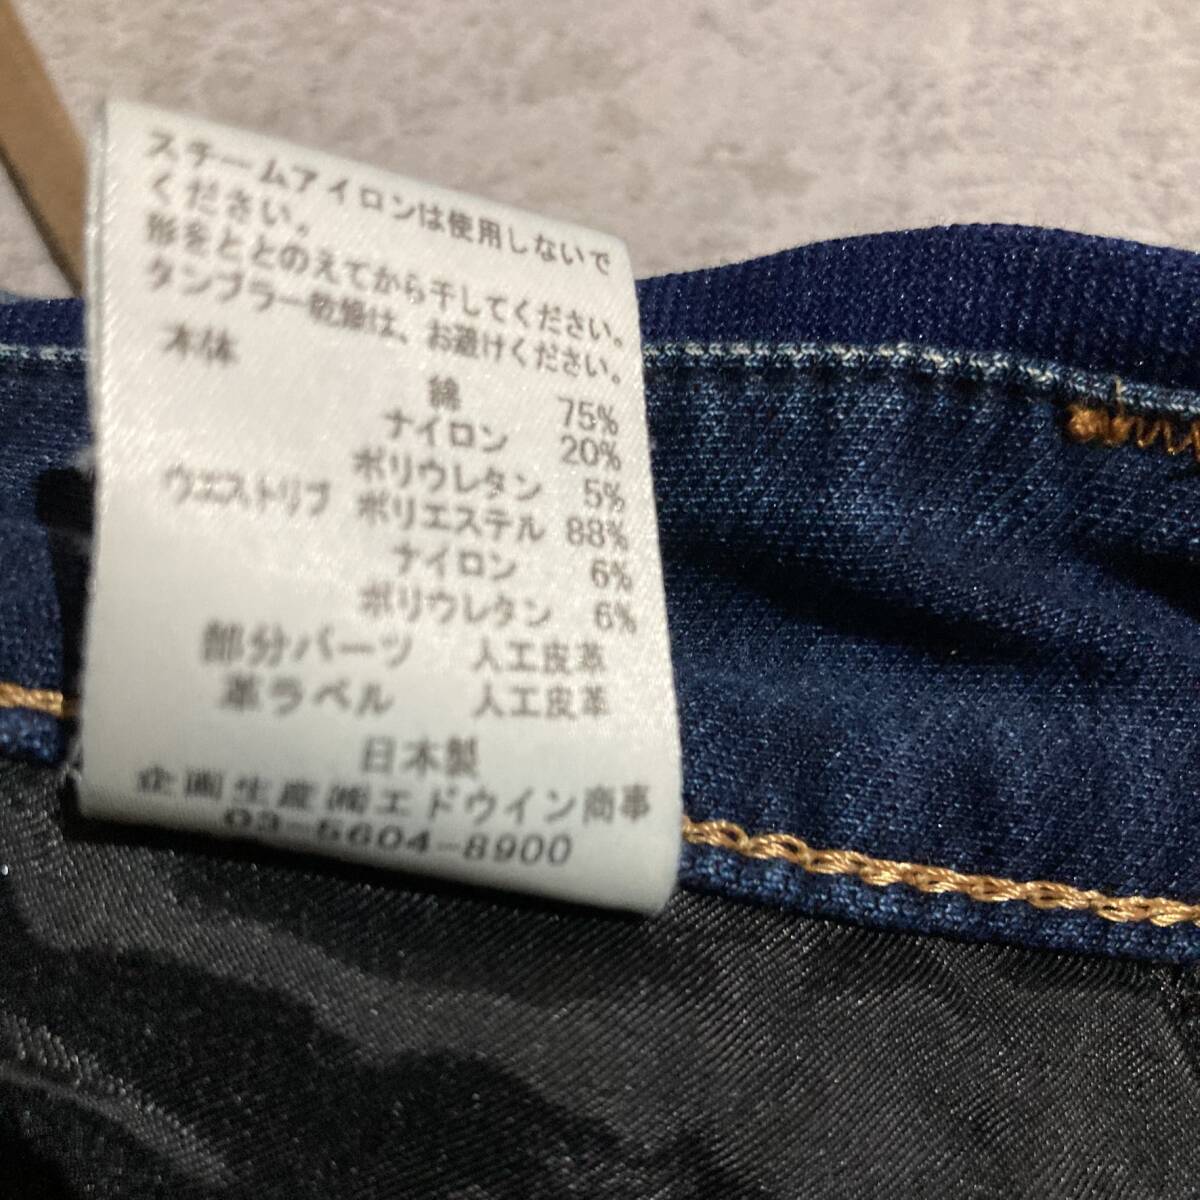 スチームアイロンは使用しないで
ください。
形をととのえてから干してください。
タンブラー乾燥は、お避けください。
本体
綿 75%
ナイロン 20%
ポリウレタン 5%
ウエストリブ ポリエステル 88%
ナイロン 6%
ポリウレタン 6%
部分パーツ 人工皮革
革ラベル 人工皮革
日本製
企画生産㈱エドウイン商事
03-5604-8900